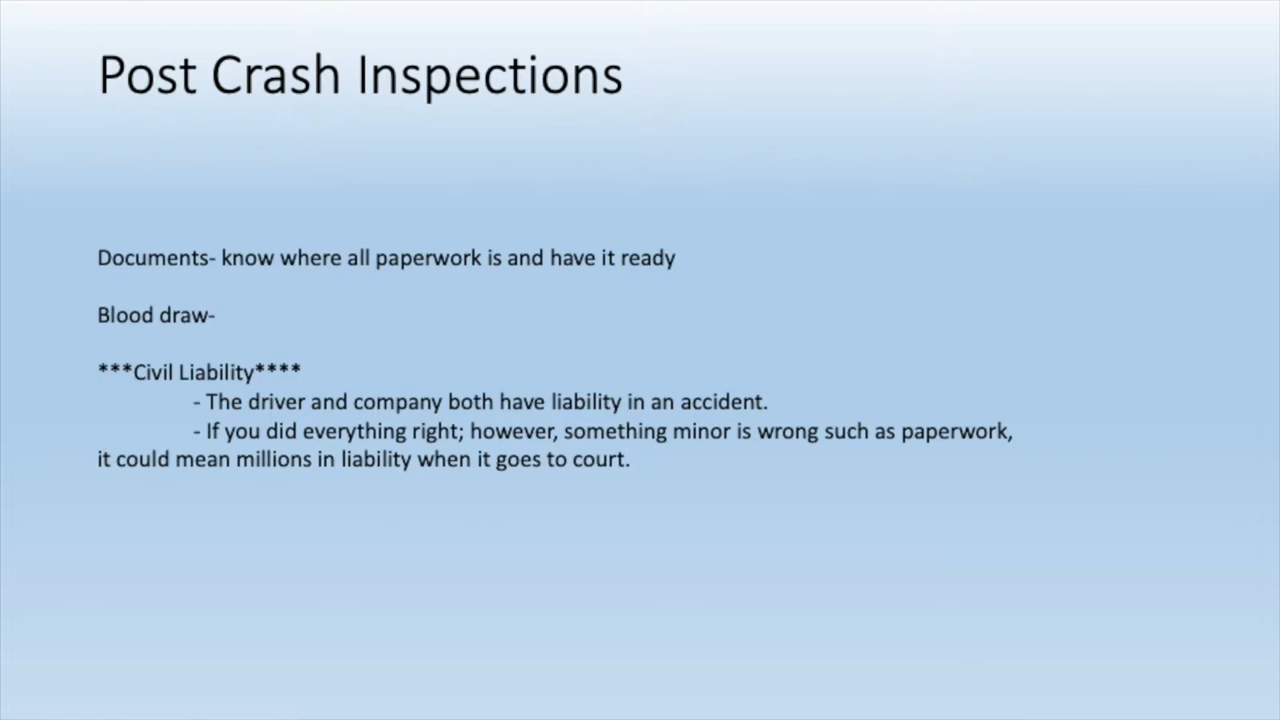 Post Crash Inspections
Documents- know where all paperwork is and have it ready
Blood draw-
***Civil Liability****
- The driver and company both have liability in an accident.
- If you did everything right; however, something minor is wrong such as paperwork,
it could mean millions in liability when it goes to court.